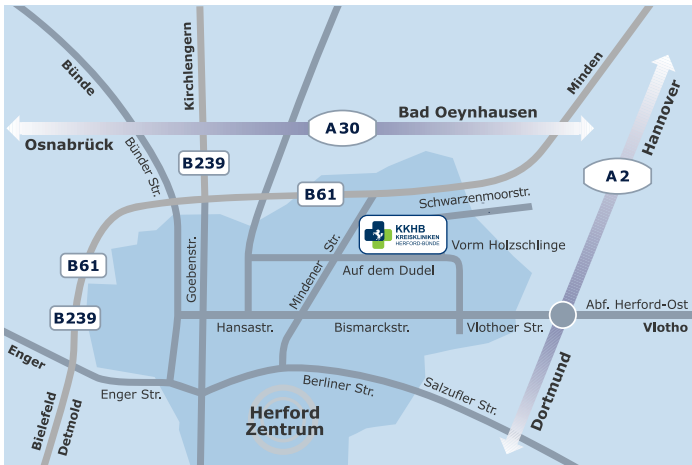 Minden
Bünde
Kirchlengern
Hannover
Bad Oeynhausen
A 30
Osnabrück
Bünder Str.
B239
A 2
B61
Schwarzenmoorstr.
KKHB
KREISKLINIKEN
HERFORD-BÜNDE
Vorm Holzschlinge
Mindener Str.
Goebenstr.
B61
Auf dem Dudel
Abf. Herford-Ost
B239
Hansastr.
Bismarckstr.
Vlothoer Str.
Vlotho
Enger
Enger Str.
Berliner Str.
Salzufler Str.
Dortmund
Bielefeld
Detmold
Herford
Zentrum